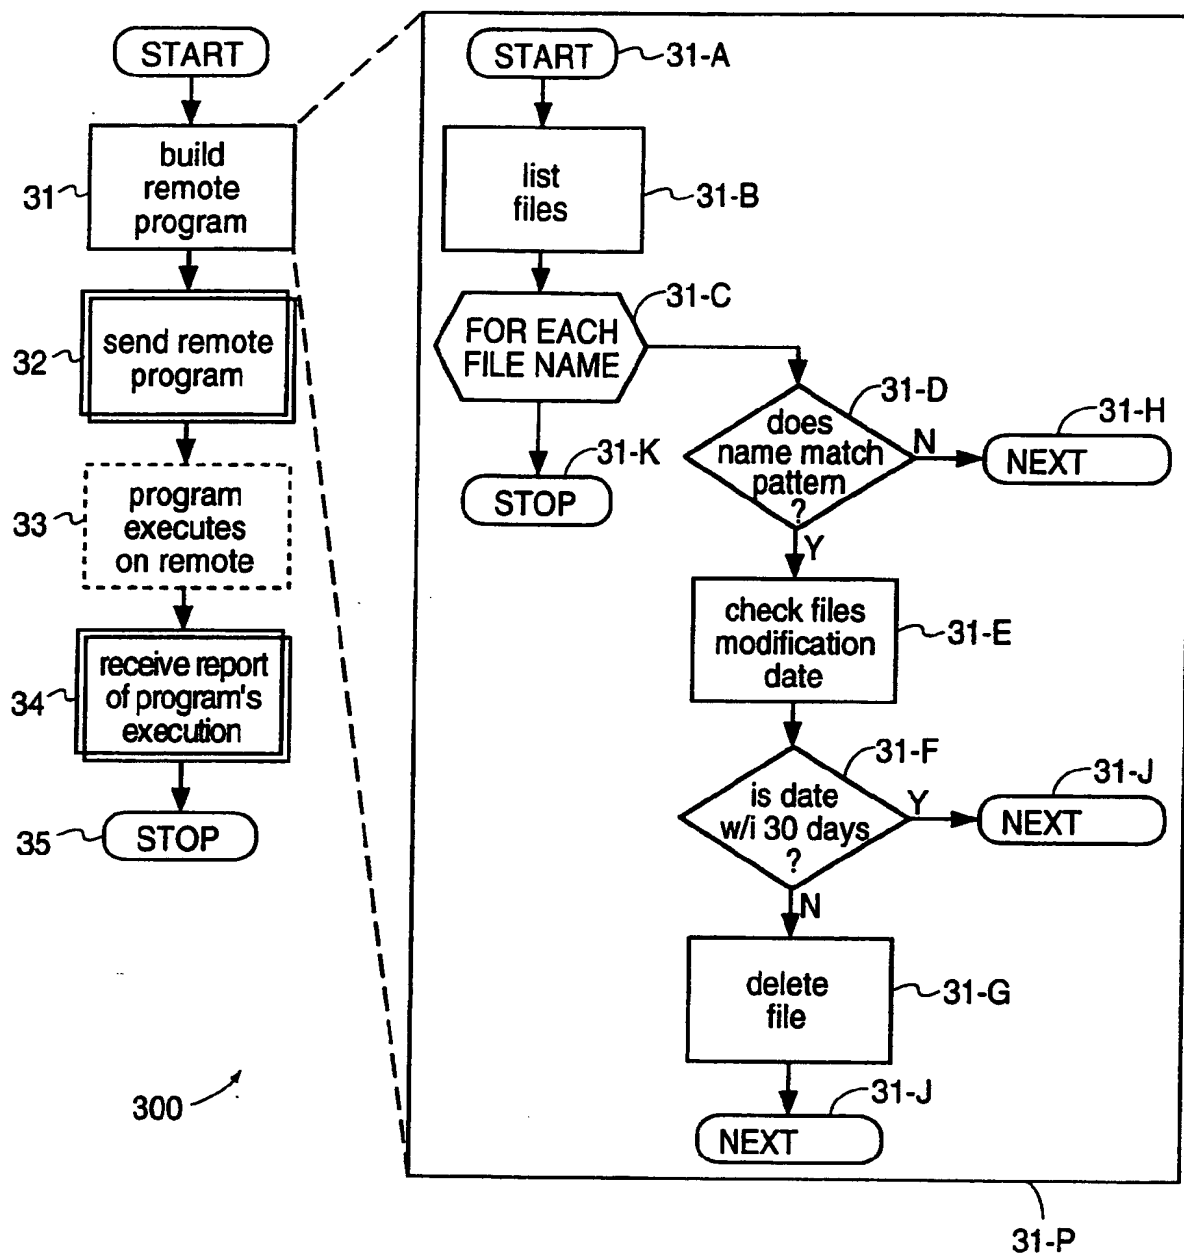 START
31
build
remote
program
32
send remote
program
33
program
executes
on remote
34
receive report
of program's
execution
35
STOP
300
START
31-A
list
files
31-B
31-C
FOR EACH
FILE NAME
31-K
STOP
31-D
does
name match
pattern
?
N
31-H
NEXT
Y
check files
modification
date
31-E
31-F
is date
w/i 30 days
?
Y
31-J
NEXT
N
delete
file
31-G
31-J
NEXT
31-P